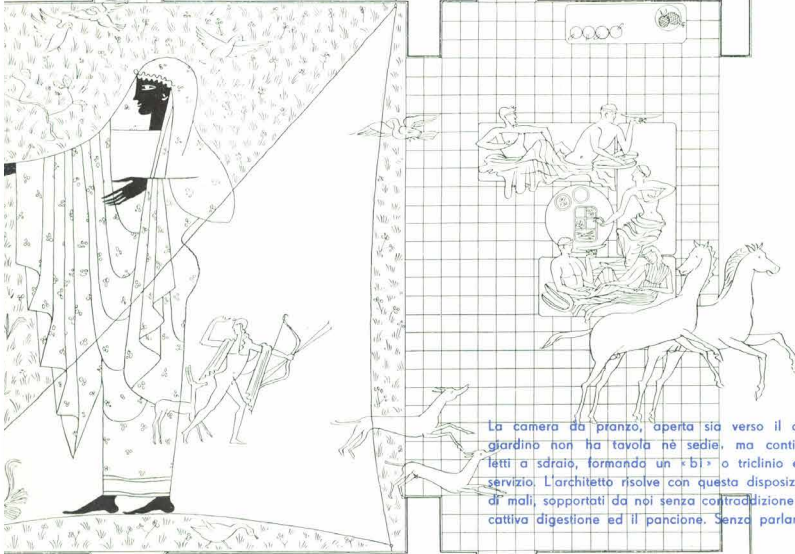 La camera da pranzo, aperta sia verso il
giardino non ha tavola nè sedie, ma conti
letti a sdraio, formando un «bi» o triclinio e
servizio. L'architetto risolve con questa disposiz
di mali, sopportati da noi senza contraddizione
cattiva digestione ed il pancione. Senza parlar